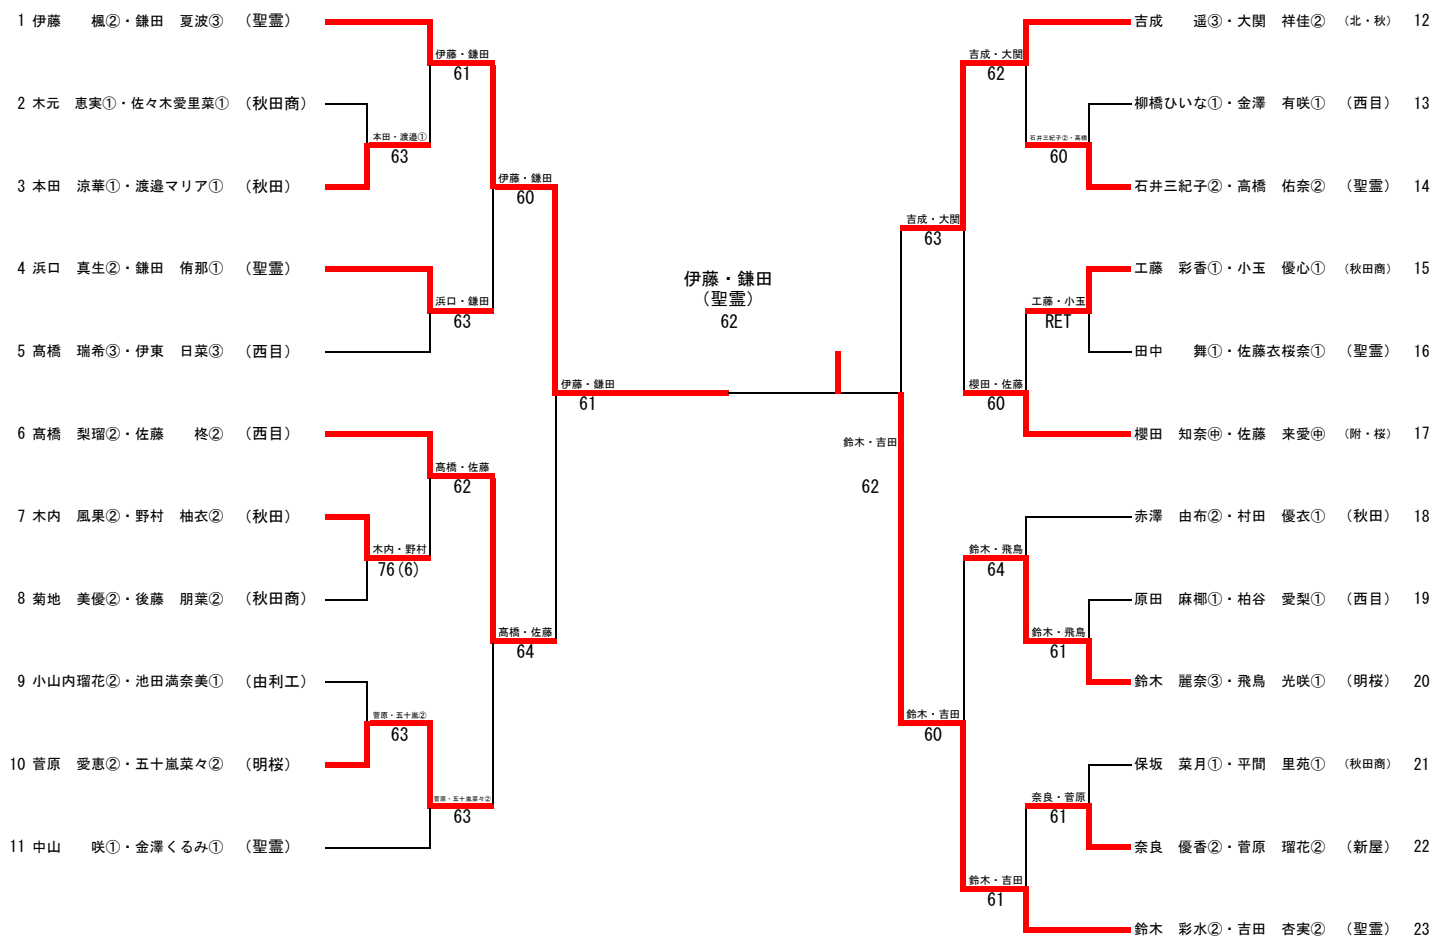 1 伊藤　　楓②・鎌田　夏波③　（聖霊）
2 木元　恵実①・佐々木愛里菜①　（秋田商）
3 本田　涼華①・渡邉マリア①　（秋田）
4 浜口　真生②・鎌田　侑那①　（聖霊）
5 髙橋　瑞希③・伊東　日菜③　（西目）
6 髙橋　梨瑠②・佐藤　　柊②　（西目）
7 木内　風果②・野村　柚衣②　（秋田）
8 菊地　美優②・後藤　朋葉②　（秋田商）
9 小山内瑠花②・池田満奈美①　（由利工）
10 菅原　愛恵②・五十嵐菜々②　（明桜）
11 中山　　咲①・金澤くるみ①　（聖霊）
伊藤・鎌田
61
本田・渡邉①
63
浜口・鎌田
63
髙橋・佐藤
62
木内・野村
76(6)
菅原・五十嵐②
63
菅原・五十嵐菜々②
63
伊藤・鎌田
60
髙橋・佐藤
64
伊藤・鎌田
61
伊藤・鎌田
（聖霊）
62
鈴木・吉田
62
吉成・大関
63
鈴木・吉田
60
吉成・大関
62
櫻田・佐藤
60
鈴木・飛鳥
64
鈴木・吉田
61
石井三紀子②・高橋
60
工藤・小玉
RET
鈴木・飛鳥
61
奈良・菅原
61
吉成　　遥③・大関　祥佳②　（北・秋）　12
柳橋ひいな①・金澤　有咲①　（西目）　13
石井三紀子②・高橋　佑奈②　（聖霊）　14
工藤　彩香①・小玉　優心①　（秋田商）　15
田中　　舞①・佐藤衣桜奈①　（聖霊）　16
櫻田　知奈㊥・佐藤　来愛㊥　（附・桜）　17
赤澤　由布②・村田　優衣①　（秋田）　18
原田　麻椰①・柏谷　愛梨①　（西目）　19
鈴木　麗奈③・飛鳥　光咲①　（明桜）　20
保坂　菜月①・平間　里苑①　（秋田商）　21
奈良　優香②・菅原　瑠花②　（新屋）　22
鈴木　彩水②・吉田　杏実②　（聖霊）　23